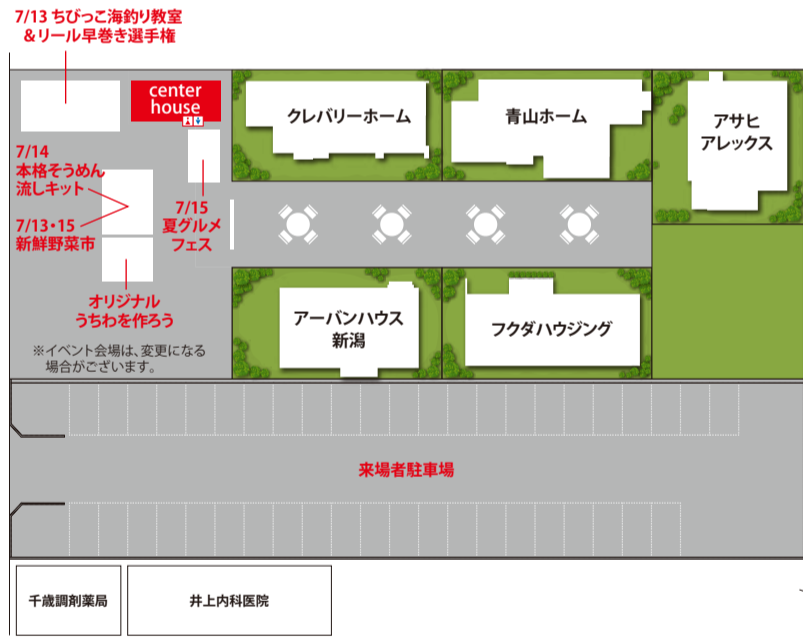 7/13 ちびっこ海釣り教室
＆リール早巻き選手権
center
house
クレバリーホーム
青山ホーム
アサヒ
アレックス
7/14
本格そうめん
流しキット
7/13・15
新鮮野菜市
7/15
夏グルメ
フェス
オリジナル
うちわを作ろう
※イベント会場は、変更になる
場合がございます。
アーバンハウス
新潟
フクダハウジング
来場者駐車場
千歳調剤薬局
井上内科医院